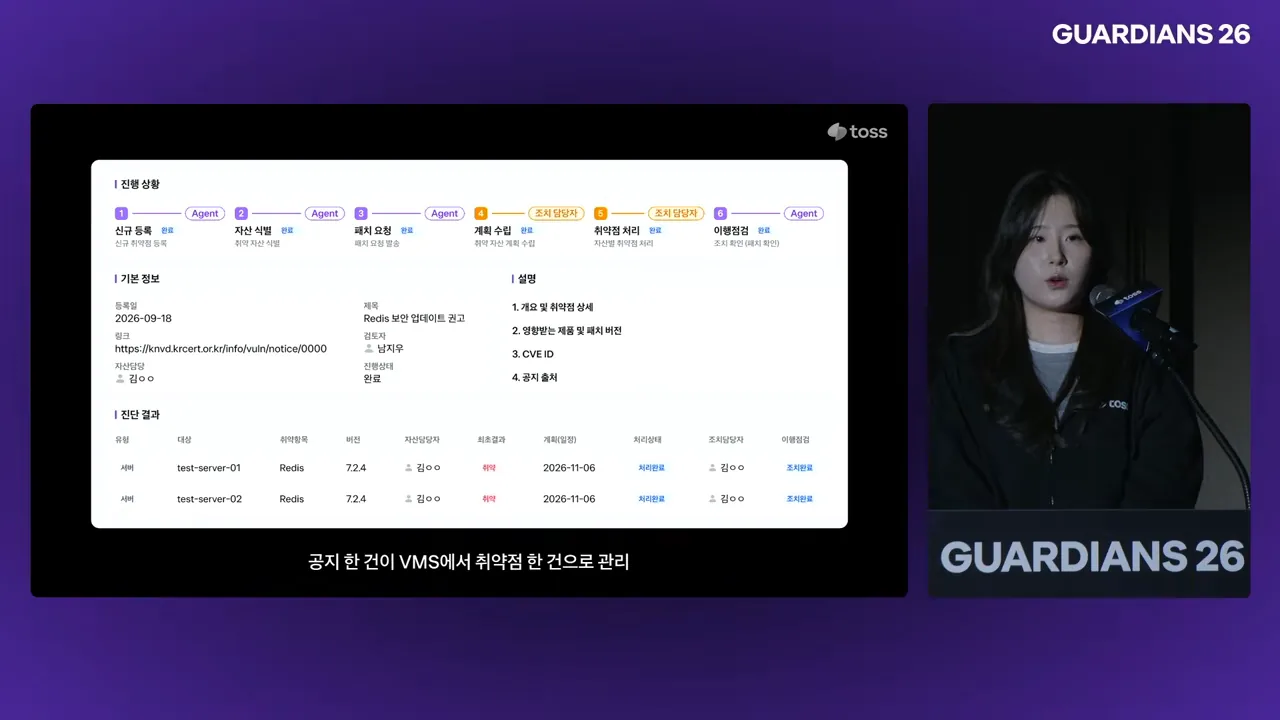 GUARDIANS 26
toss
진행 상황
1 Agent 2 Agent 3 Agent 4 조치 담당자 5 조치 담당자 6 Agent
신규 등록 완료 자산 식별 완료 패치 요청 완료 계획 수립 완료 취약점 처리 완료 이행점검 완료
신규 취약점 등록 취약 자산 식별 패치 요청 발송 취약 자산 계획 수립 자산별 취약점 처리 조치 확인 (패치 확인)
기본 정보
등록일 제목
2026-09-18 Redis 보안 업데이트 권고
링크 검토자
https://knvd.krcert.or.kr/info/vuln/notice/0000 남지우
자산담당 진행상태
김ㅇㅇ 완료
설명
1. 개요 및 취약점 상세
2. 영향받는 제품 및 패치 버전
3. CVE ID
4. 공지 출처
진단 결과
유형 대상 취약항목 버전 자산담당자 최초결과 계획(일정) 처리상태 조치담당자 이행점검
서버 test-server-01 Redis 7.2.4 김ㅇㅇ 취약 2026-11-06 처리완료 김ㅇㅇ 조치완료
서버 test-server-02 Redis 7.2.4 김ㅇㅇ 취약 2026-11-06 처리완료 김ㅇㅇ 조치완료
공지 한 건이 VMS에서 취약점 한 건으로 관리
toss
toss
GUARDIANS 26